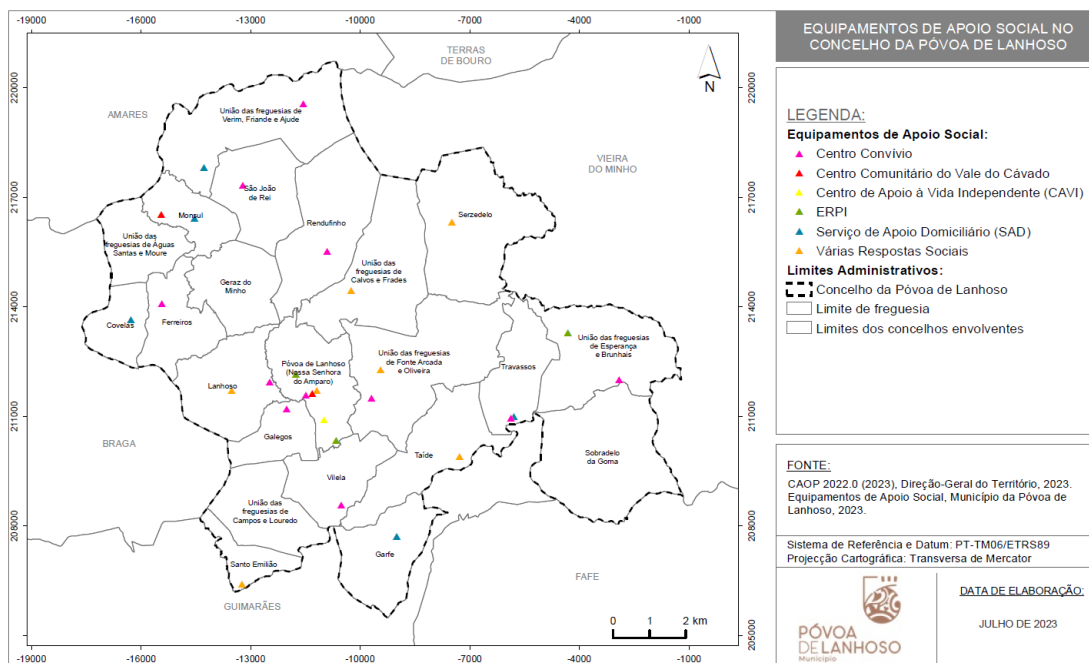 -19000 -16000 -13000 -10000 -7000 -4000 -1000
220000
217000
214000
211000
208000
205000
220000
217000
214000
211000
208000
205000
-19000 -16000 -13000 -10000 -7000 -4000 -1000
TERRAS
DE BOURO
AMARES
VIEIRA
DO MINHO
BRAGA
GUIMARÃES
FAFE
N
União das freguesias de
Verim, Friande e Ajude
São João
de Rei
Monsul
Rendufinho
Serzedelo
União das
freguesias de Águas
Santas e Moure
União das
freguesias de
Calvos e Frades
Geraz do
Minho
Covelas
Ferreiros
União das freguesias
de Esperança
e Brunhais
União das freguesias
de Fonte Arcada
e Oliveira
Travassos
Póvoa de Lanhoso
(Nossa Senhora
do Amparo)
Lanhoso
Galegos
Taíde
Sobradelo
da Goma
Vilela
União das
freguesias de
Campos e Louredo
Garfe
Santo Emilião
0 1 2 km
EQUIPAMENTOS DE APOIO SOCIAL NO
CONCELHO DA PÓVOA DE LANHOSO
LEGENDA:
Equipamentos de Apoio Social:
Centro Convívio
Centro Comunitário do Vale do Cávado
Centro de Apoio à Vida Independente (CAVI)
ERPI
Serviço de Apoio Domiciliário (SAD)
Várias Respostas Sociais
Limites Administrativos:
Concelho da Póvoa de Lanhoso
Limite de freguesia
Limites dos concelhos envolventes
FONTE:
CAOP 2022.0 (2023), Direção-Geral do Território, 2023.
Equipamentos de Apoio Social, Município da Póvoa de
Lanhoso, 2023.
Sistema de Referência e Datum: PT-TM06/ETRS89
Projecção Cartográfica: Transversa de Mercator
PÓVOA
DE LANHOSO
Município
DATA DE ELABORAÇÃO:
JULHO DE 2023